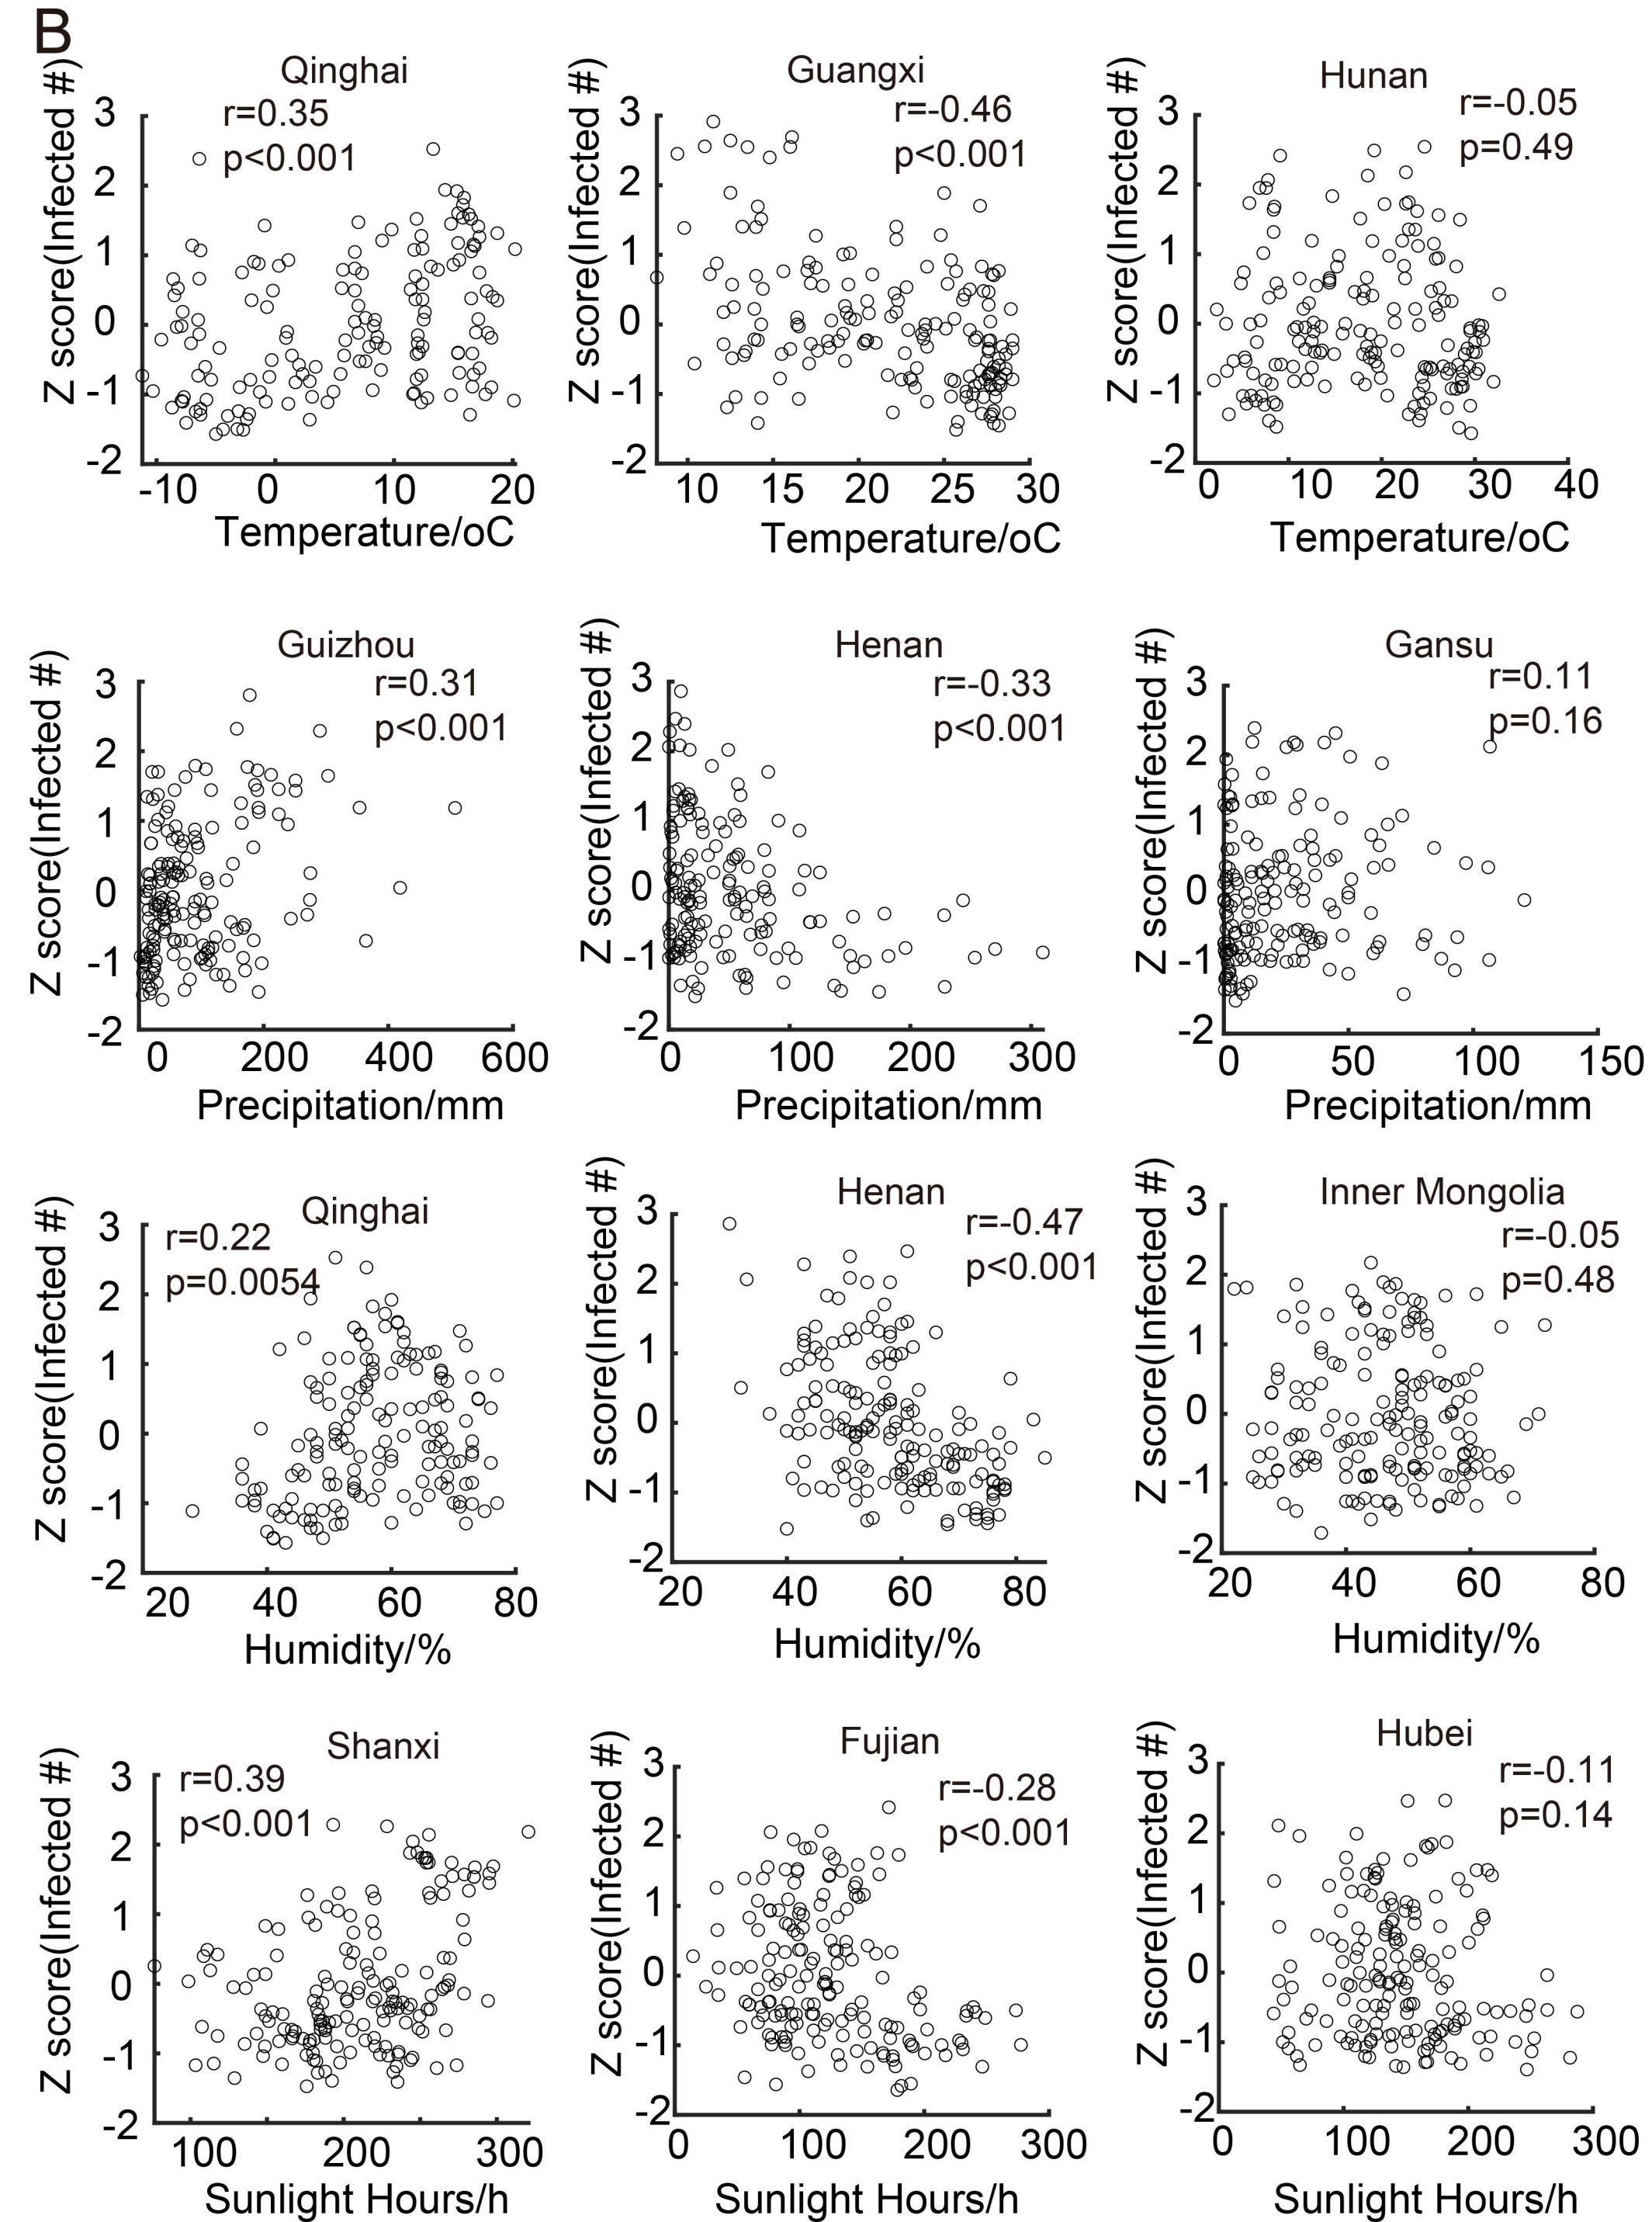 B
Qinghai
r=0.35
p<0.001
Z score(Infected #)
3
2
1
0
-1
-2
-10 0 10 20
Temperature/oC
Guangxi
r=-0.46
p<0.001
Z score(Infected #)
3
2
1
0
-1
-2
10 15 20 25 30
Temperature/oC
Hunan
r=-0.05
p=0.49
Z score(Infected #)
3
2
1
0
-1
-2
0 10 20 30 40
Temperature/oC
Guizhou
r=0.31
p<0.001
Z score(Infected #)
3
2
1
0
-1
-2
0 200 400 600
Precipitation/mm
Henan
r=-0.33
p<0.001
Z score(Infected #)
3
2
1
0
-1
-2
0 100 200 300
Precipitation/mm
Gansu
r=0.11
p=0.16
Z score(Infected #)
3
2
1
0
-1
-2
0 50 100 150
Precipitation/mm
Qinghai
r=0.22
p=0.0054
Z score(Infected #)
3
2
1
0
-1
-2
20 40 60 80
Humidity/%
Henan
r=-0.47
p<0.001
Z score(Infected #)
3
2
1
0
-1
-2
20 40 60 80
Humidity/%
Inner Mongolia
r=-0.05
p=0.48
Z score(Infected #)
3
2
1
0
-1
-2
20 40 60 80
Humidity/%
Shanxi
r=0.39
p<0.001
Z score(Infected #)
3
2
1
0
-1
-2
100 200 300
Sunlight Hours/h
Fujian
r=-0.28
p<0.001
Z score(Infected #)
3
2
1
0
-1
-2
0 100 200 300
Sunlight Hours/h
Hubei
r=-0.11
p=0.14
Z score(Infected #)
3
2
1
0
-1
-2
0 100 200 300
Sunlight Hours/h